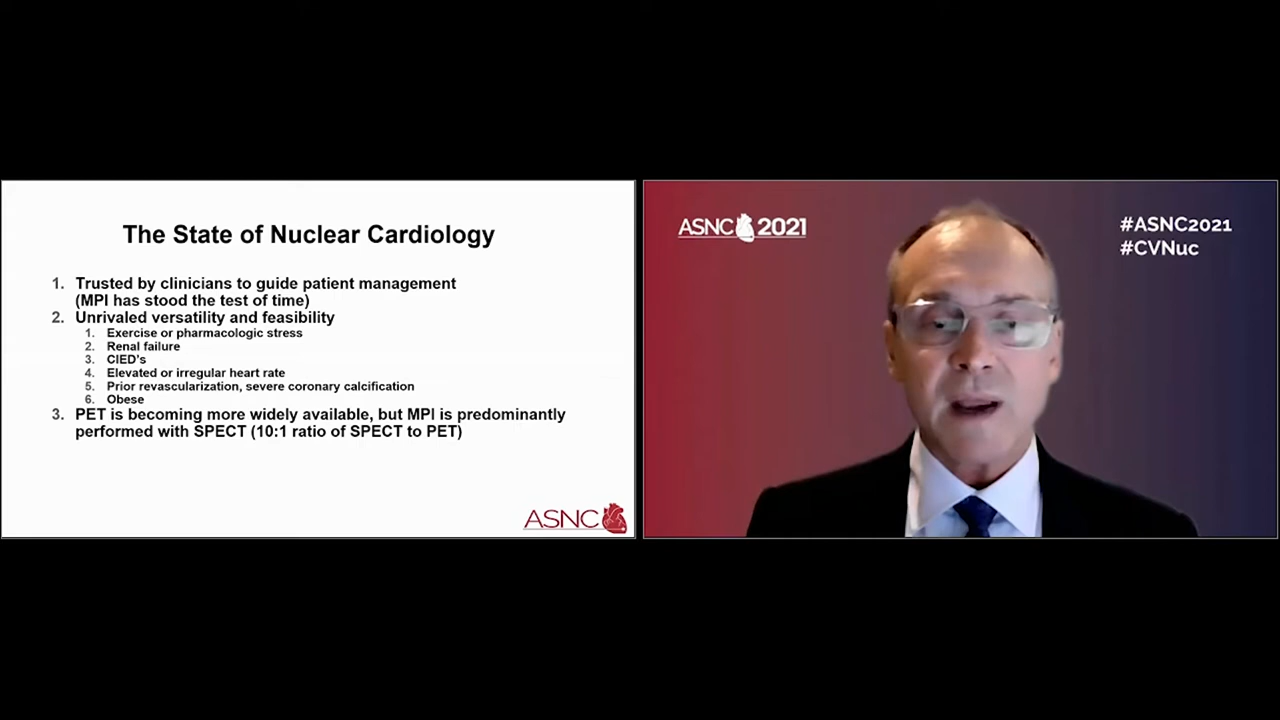 The State of Nuclear Cardiology
1. Trusted by clinicians to guide patient management
(MPI has stood the test of time)
2. Unrivaled versatility and feasibility
1. Exercise or pharmacologic stress
2. Renal failure
3. CIED's
4. Elevated or irregular heart rate
5. Prior revascularization, severe coronary calcification
6. Obese
3. PET is becoming more widely available, but MPI is predominantly
performed with SPECT (10:1 ratio of SPECT to PET)
ASNC
ASNC 2021
#ASNC2021
#CVNuc